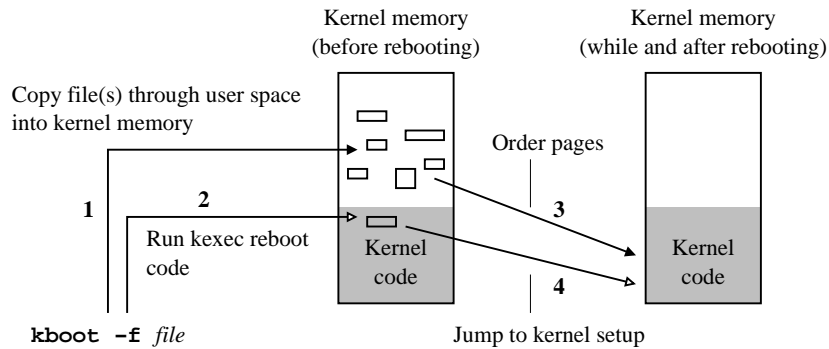 Kernel memory
(before rebooting)
Kernel memory
(while and after rebooting)
Copy file(s) through user space
into kernel memory
Order pages
1
2
3
Run kexec reboot
code
Kernel
code
Kernel
code
4
kboot –f file
Jump to kernel setup